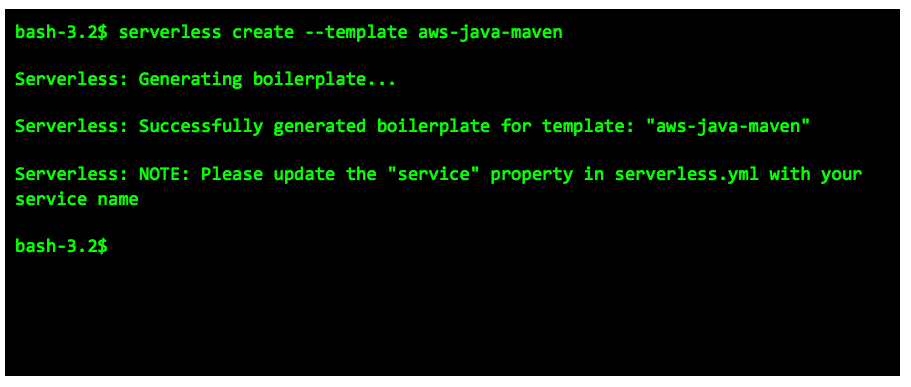 bash-3.2$ serverless create --template aws-java-maven
Serverless: Generating boilerplate...
Serverless: Successfully generated boilerplate for template: "aws-java-maven"
Serverless: NOTE: Please update the "service" property in serverless.yml with your
service name
bash-3.2$